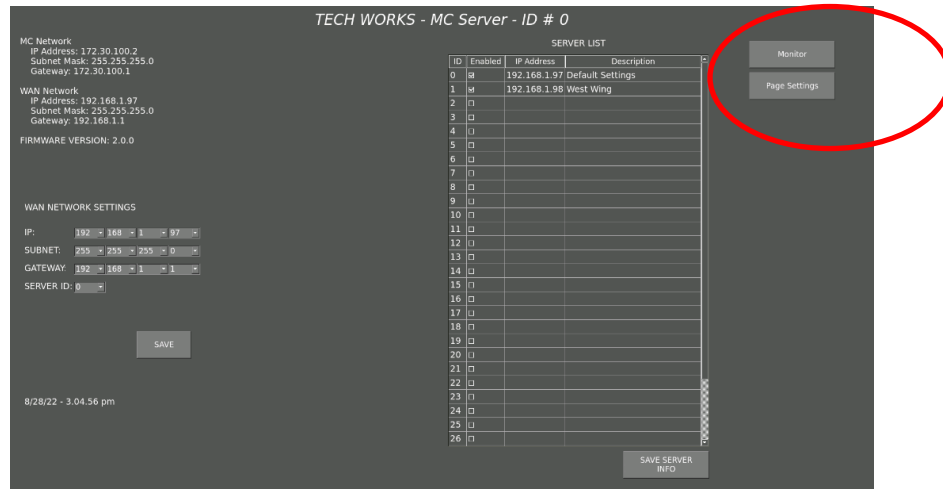 TECH WORKS - MC Server - ID # 0
MC Network
IP Address: 172.30.100.2
Subnet Mask: 255.255.255.0
Gateway: 172.30.100.1
WAN Network
IP Address: 192.168.1.97
Subnet Mask: 255.255.255.0
Gateway: 192.168.1.1
FIRMWARE VERSION: 2.0.0
WAN NETWORK SETTINGS
IP: 192 168 1 97
SUBNET: 255 255 255 0
GATEWAY: 192 168 1 1
SERVER ID: 0
SAVE
8/28/22 - 3.04.56 pm
SERVER LIST
ID Enabled IP Address Description
0 192.168.1.97 Default Settings
1 192.168.1.98 West Wing
2
3
4
5
6
7
8
9
10
11
12
13
14
15
16
17
18
19
20
21
22
23
24
25
26
SAVE SERVER
INFO
Monitor
Page Settings